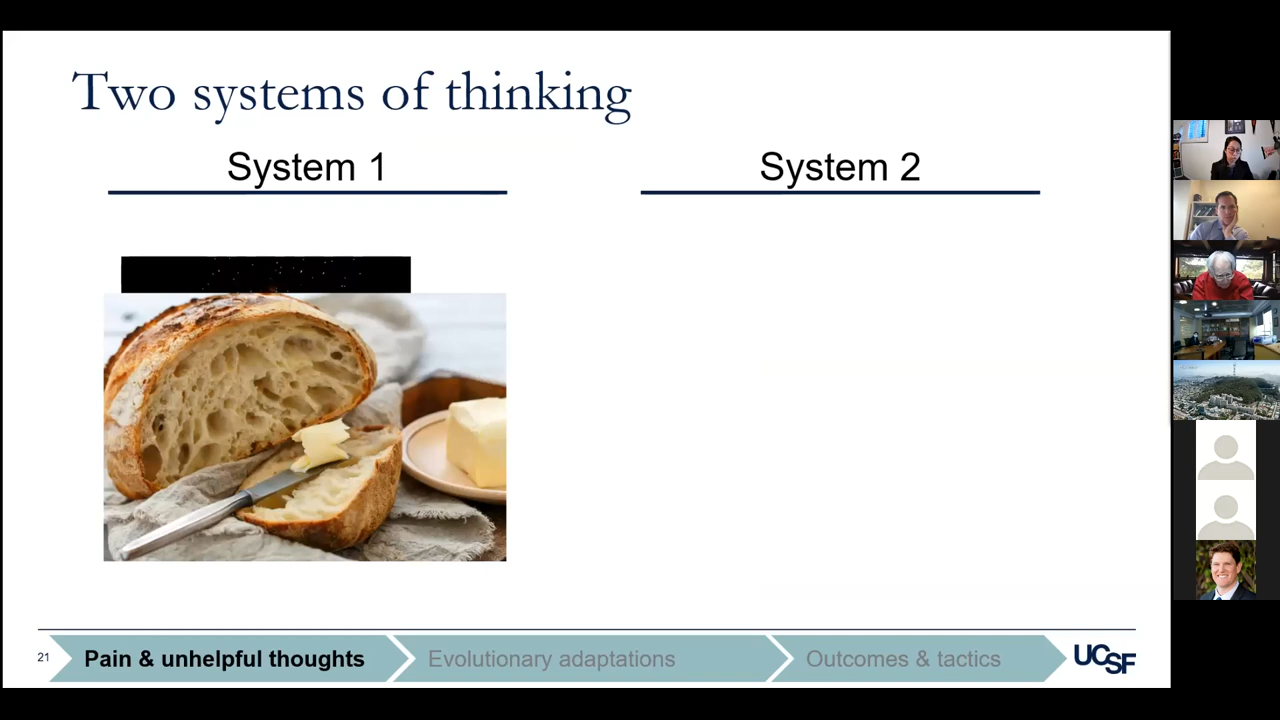 Two systems of thinking
System 1
System 2
21
Pain & unhelpful thoughts
Evolutionary adaptations
Outcomes & tactics
UCSF